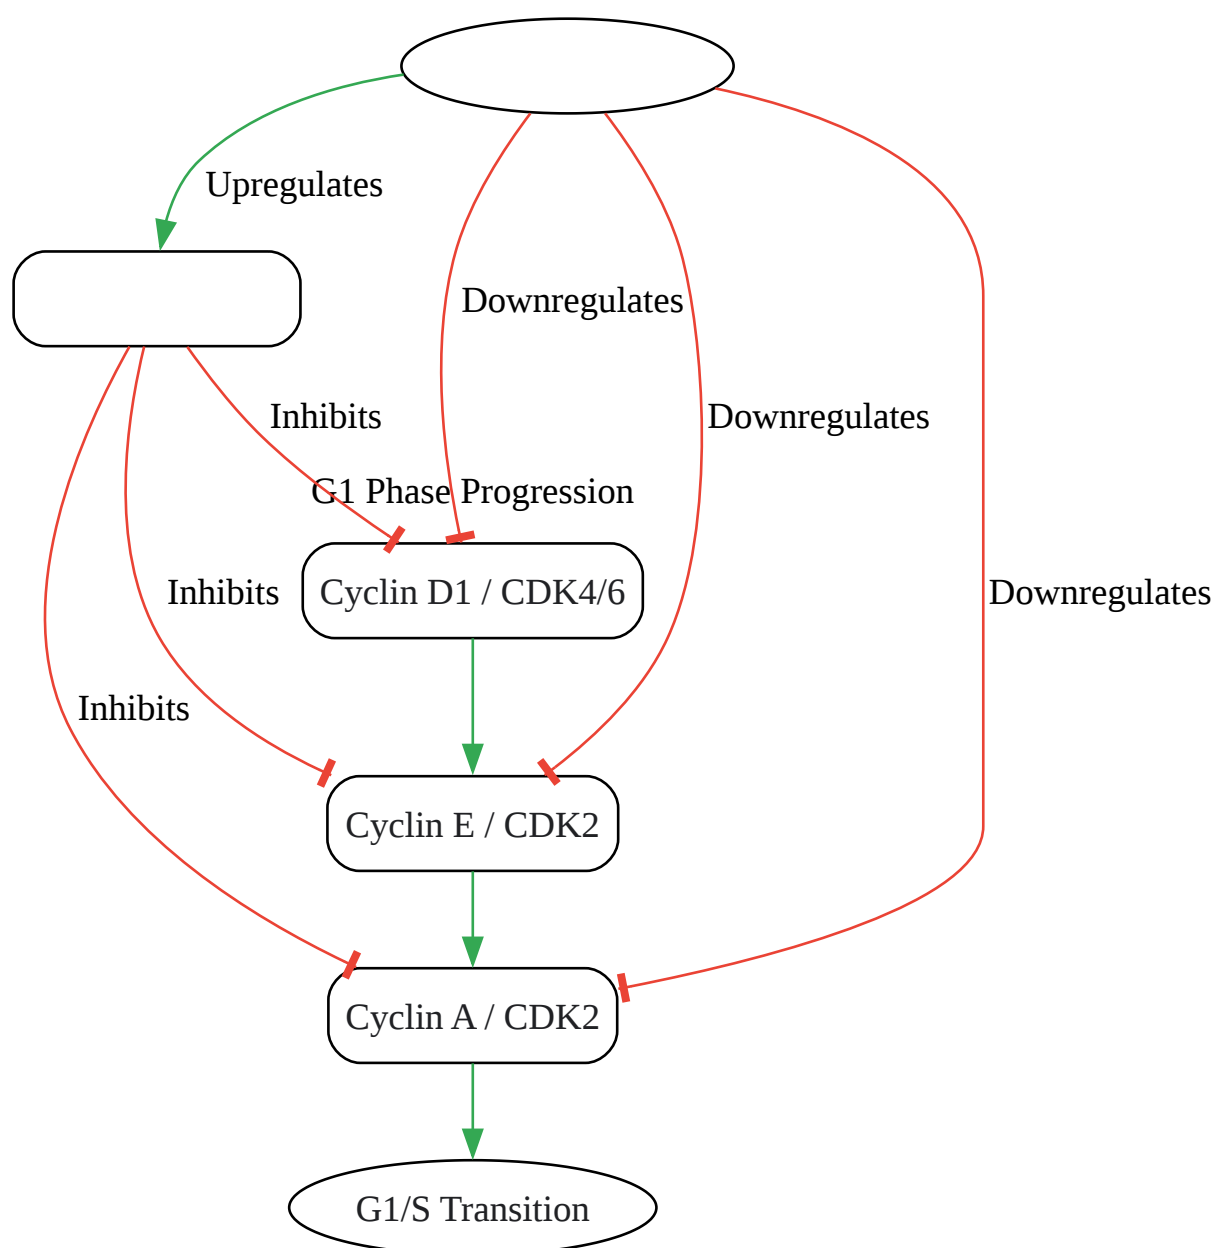 Upregulates
Downregulates
Inhibits
Downregulates
G1 Phase Progression
Cyclin D1 / CDK4/6
Inhibits
Downregulates
Inhibits
Cyclin E / CDK2
Cyclin A / CDK2
G1/S Transition